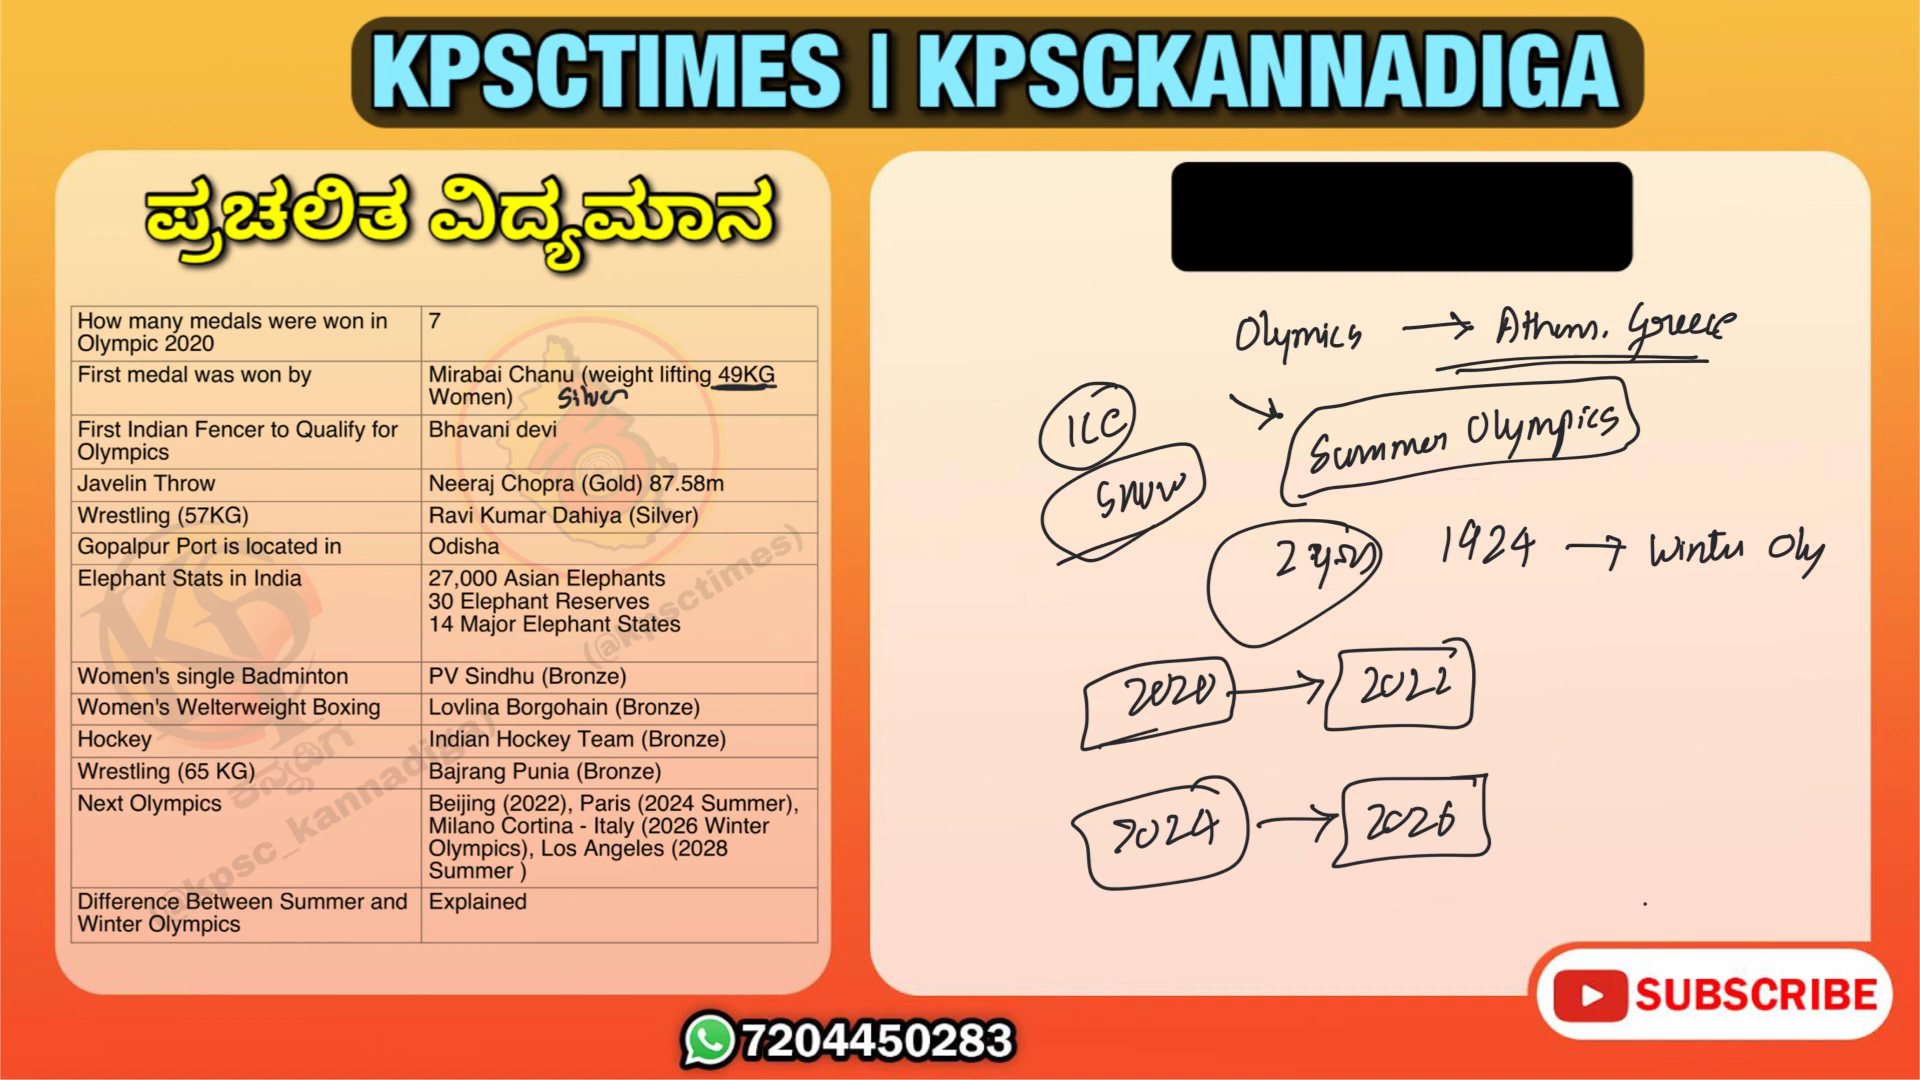 KPSCTIMES | KPSCKANNADIGA
ಪ್ರಚಲಿತ ವಿದ್ಯಮಾನ
How many medals were won in
Olympic 2020
7
First medal was won by
Mirabai Chanu (weight lifting 49KG
Women)
Silver
First Indian Fencer to Qualify for
Olympics
Bhavani devi
Javelin Throw
Neeraj Chopra (Gold) 87.58m
Wrestling (57KG)
Ravi Kumar Dahiya (Silver)
Gopalpur Port is located in
Odisha
Elephant Stats in India
27,000 Asian Elephants
30 Elephant Reserves
14 Major Elephant States
Women's single Badminton
PV Sindhu (Bronze)
Women's Welterweight Boxing
Lovlina Borgohain (Bronze)
Hockey
Indian Hockey Team (Bronze)
Wrestling (65 KG)
Bajrang Punia (Bronze)
Next Olympics
Beijing (2022), Paris (2024 Summer),
Milano Cortina - Italy (2026 Winter
Olympics), Los Angeles (2028
Summer )
Difference Between Summer and
Winter Olympics
Explained
KP
ಕನ್ನಡಿಗ
(@kpsc_kannadiga)
(@kpsctimes)
Olymics → Athens. Greece
Summer Olympics
Snow
1924 → Winter Oly
2020 → 2022
2024 → 2026
SUBSCRIBE
7204450283